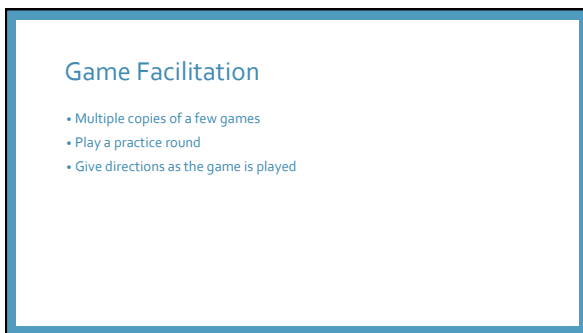 Game Facilitation
• Multiple copies of a few games
• Play a practice round
• Give directions as the game is played